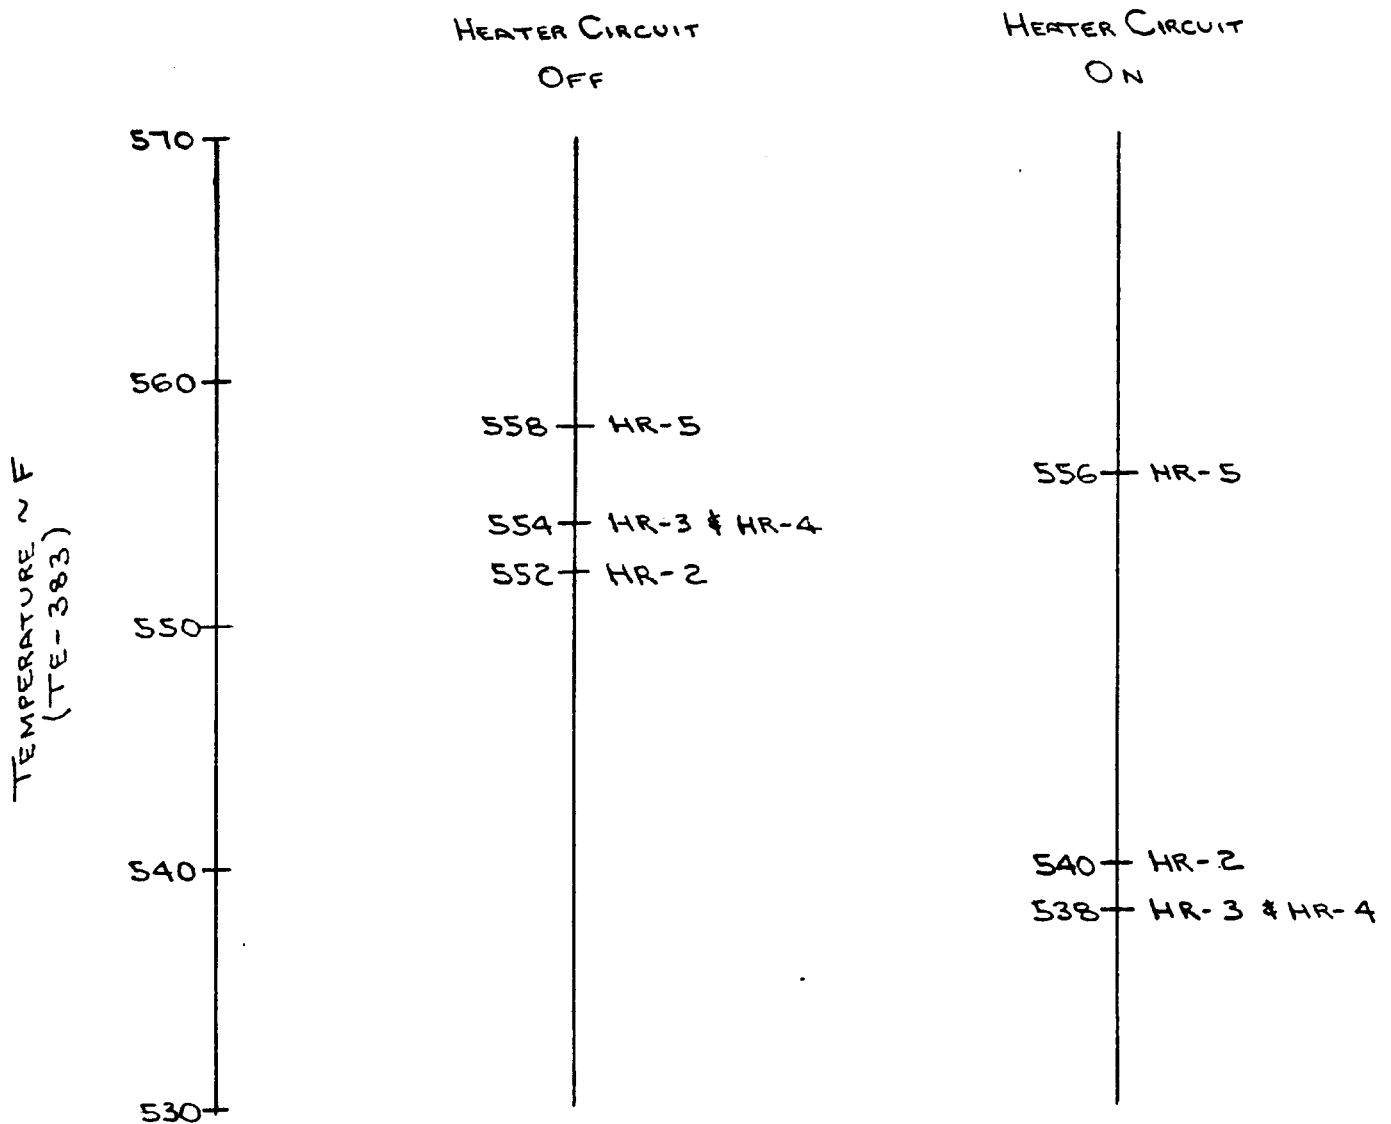 HEATER CIRCUIT
OFF
HEATER CIRCUIT
ON
570
560
558 HR-5
556 HR-5
554 HR-3 & HR-4
552 HR-2
550
540
540 HR-2
538 HR-3 & HR-4
530
TEMPERATURE ~ F
(TE-383)